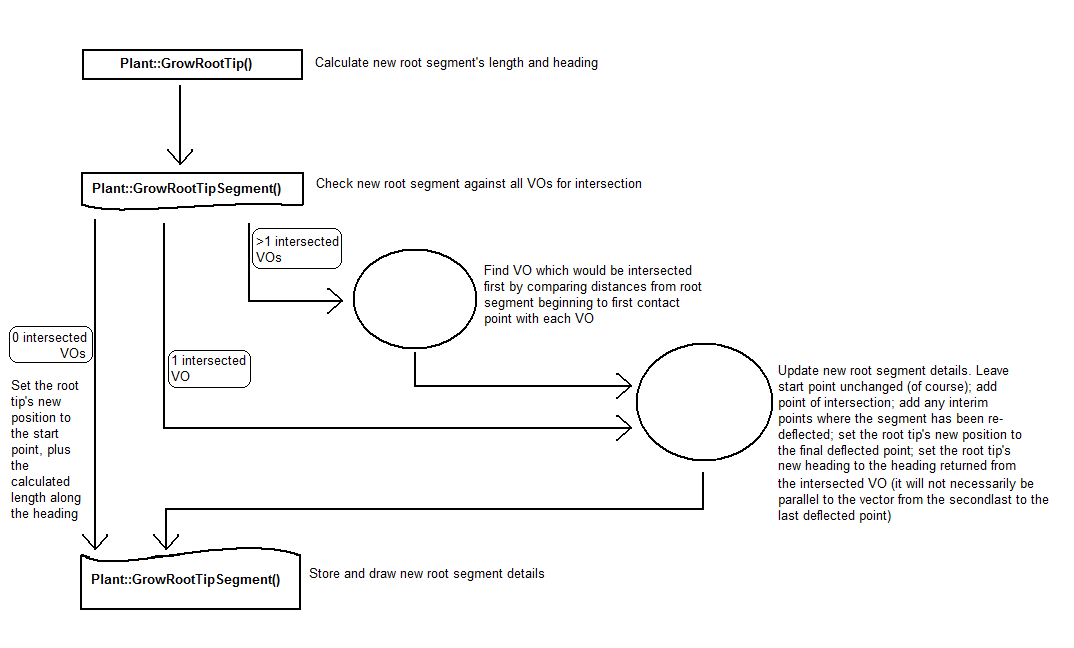 Plant::GrowRootTip()
Calculate new root segment's length and heading
Plant::GrowRootTipSegment()
Check new root segment against all VOs for intersection
>1 intersected
VOs
Find VO which would be intersected
first by comparing distances from root
segment beginning to first contact
point with each VO
0 intersected
VOs
1 intersected
VO
Set the root
tip's new
position to
the start
point, plus
the
calculated
length along
the heading
Update new root segment details. Leave
start point unchanged (of course); add
point of intersection; add any interim
points where the segment has been re-
deflected; set the root tip's new position to
the final deflected point; set the root tip's
new heading to the heading returned from
the intersected VO (it will not necessarily be
parallel to the vector from the secondlast to the
last deflected point)
Plant::GrowRootTipSegment()
Store and draw new root segment details